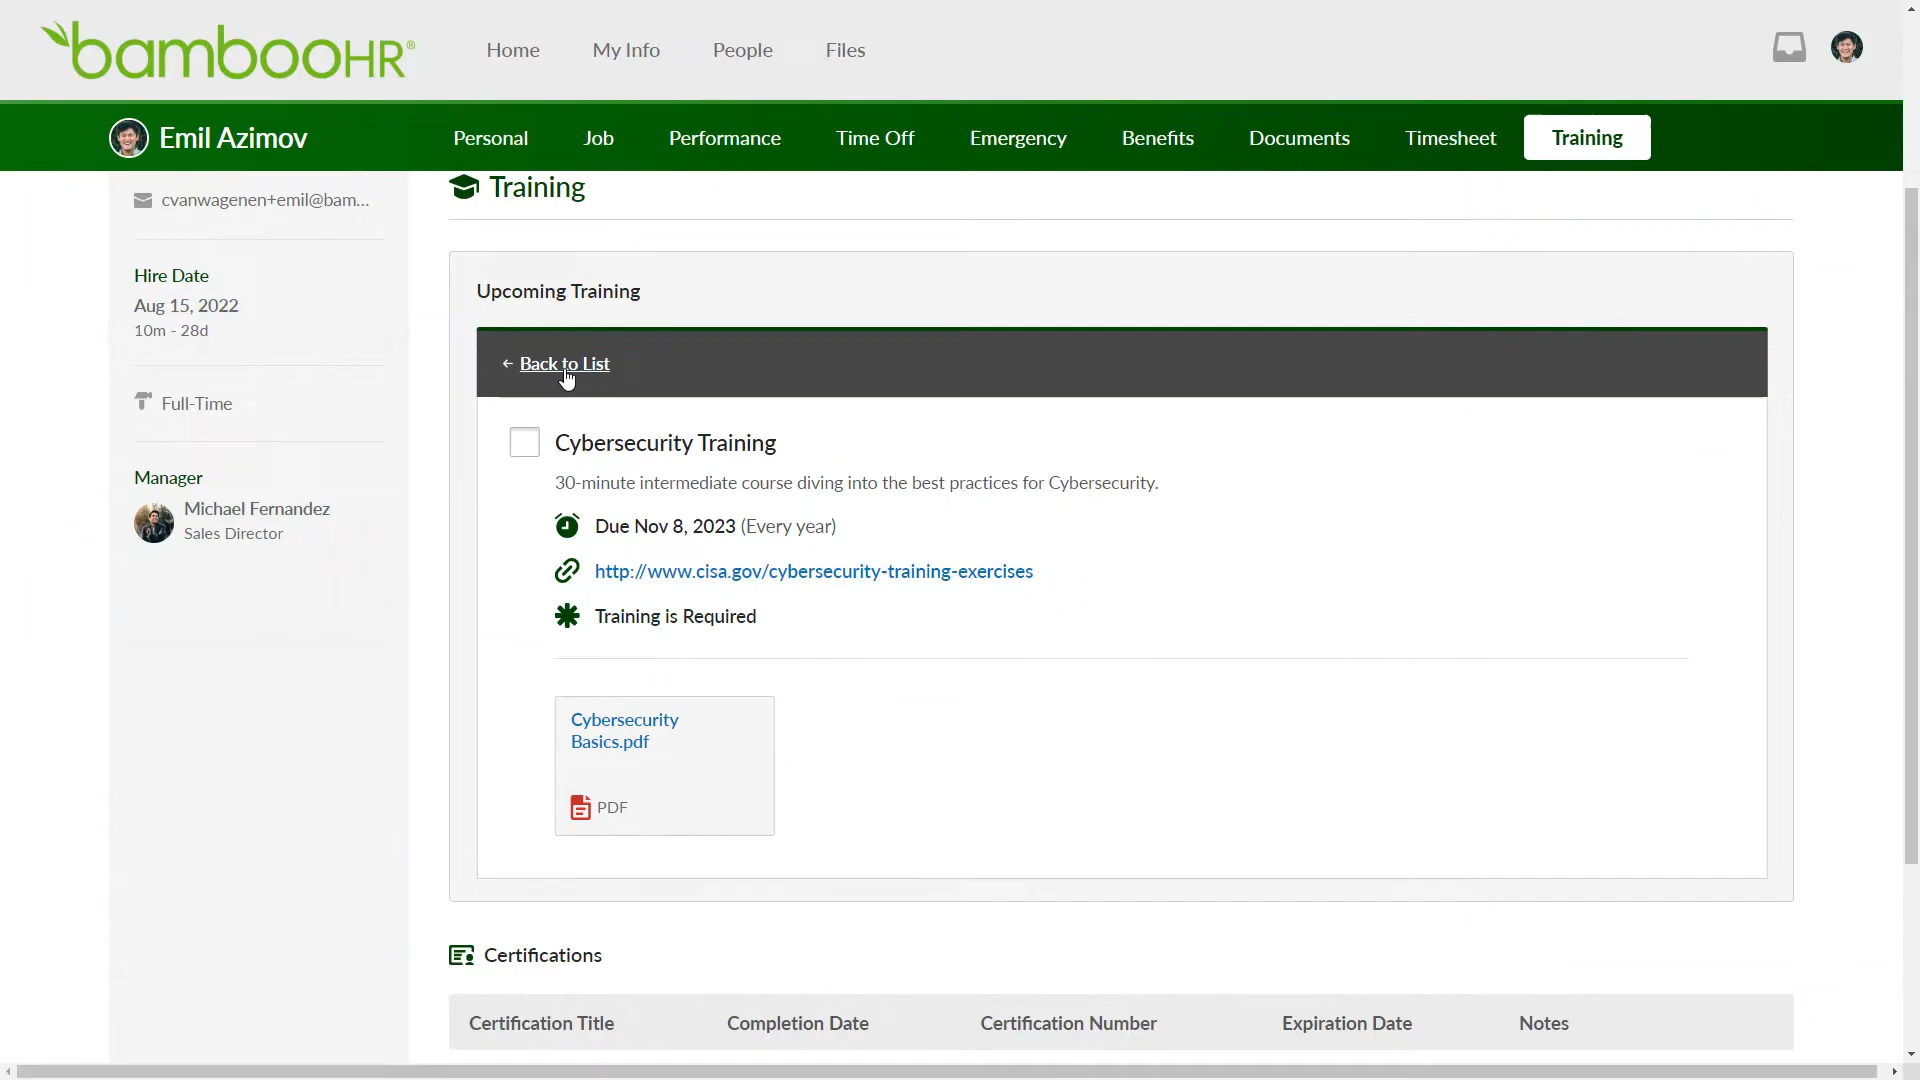 bambooHR®
Home My Info People Files
Emil Azimov Personal Job Performance Time Off Emergency Benefits Documents Timesheet Training
cvanwagenen+emil@bam...
Hire Date
Aug 15, 2022
10m - 28d
Full-Time
Manager
Michael Fernandez
Sales Director
Training
Upcoming Training
Back to List
Cybersecurity Training
30-minute intermediate course diving into the best practices for Cybersecurity.
Due Nov 8, 2023 (Every year)
http://www.cisa.gov/cybersecurity-training-exercises
Training is Required
Cybersecurity
Basics.pdf
PDF
Certifications
Certification Title Completion Date Certification Number Expiration Date Notes